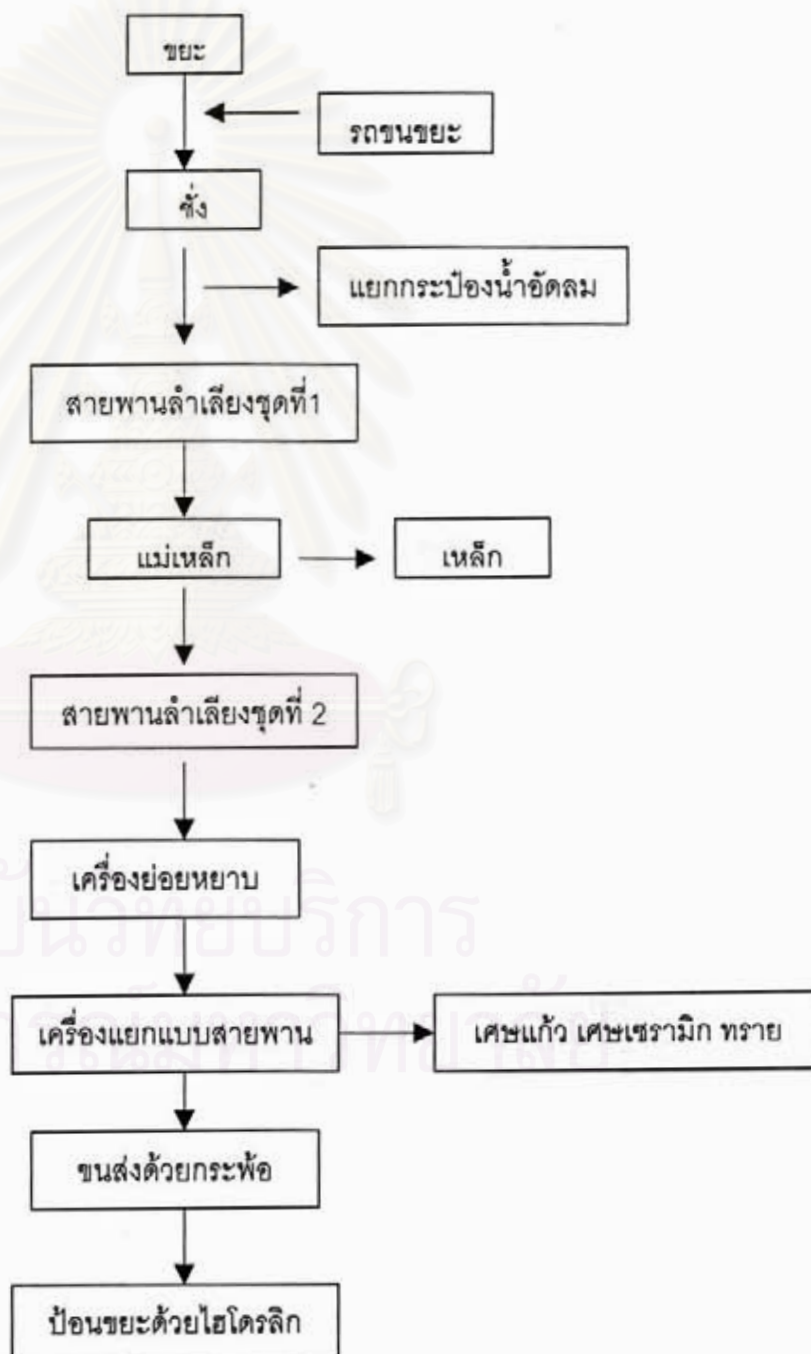 ขยะ
รถขนขยะ
ชั่ง
แยกกระป๋องน้ำอัดลม
สายพานลำเลียงชุดที่1
แม่เหล็ก
เหล็ก
สายพานลำเลียงชุดที่ 2
เครื่องย่อยหยาบ
เครื่องแยกแบบสายพาน
เศษแก้ว เศษเซรามิก ทราย
ขนส่งด้วยกระพ้อ
ป้อนขยะด้วยไฮโดรลิก